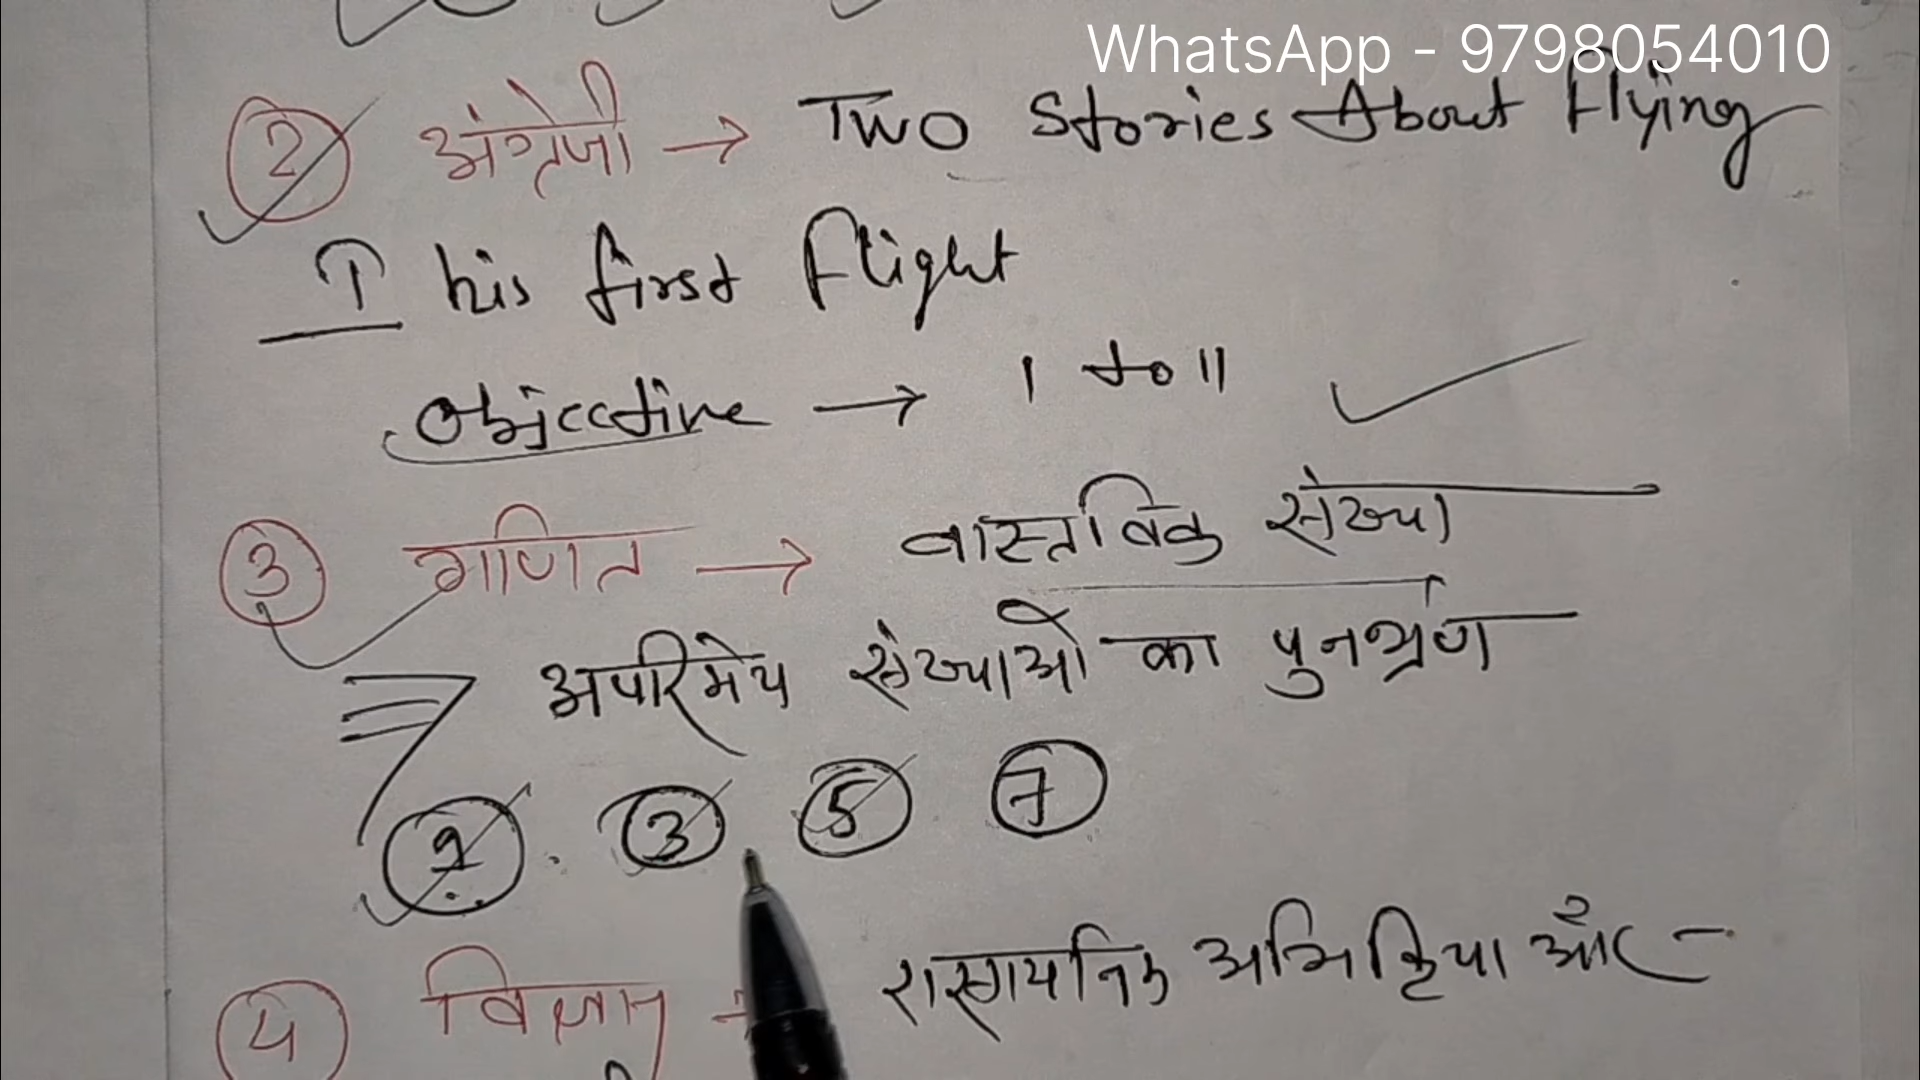 WhatsApp - 9798054010
2 अंग्रेजी → Two Stories About Flying
I his first flight
objective → 1 to 11
3 गणित → वास्तविक संख्या
अपरिमेय संख्याओं का पुनर्भ्रण
2 3 5 7
4 विज्ञान → रासायनिक अभिक्रिया और -